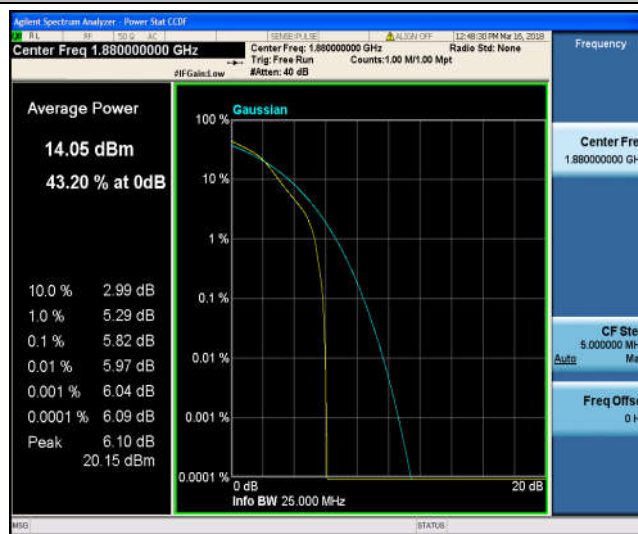 Agilent Spectrum Analyzer - Power Stat CCDF
RL RF 50 Ω AC SENSE:PULSE ALIGN OFF 12:48:30 PM Mar 16, 2018
Center Freq 1.880000000 GHz
Center Freq: 1.880000000 GHz Radio Std: None
Trig: Free Run Counts:1.00 M/1.00 Mpt
#IFGain:Low #Atten: 40 dB
Frequency
Average Power
14.05 dBm
43.20 % at 0dB
10.0 % 2.99 dB
1.0 % 5.29 dB
0.1 % 5.82 dB
0.01 % 5.97 dB
0.001 % 6.04 dB
0.0001 % 6.09 dB
Peak 6.10 dB
20.15 dBm
Gaussian
100 %
10 %
1 %
0.1 %
0.01 %
0.001 %
0.0001 %
0 dB 20 dB
Info BW 25.000 MHz
Center Fre
1.880000000 GH
CF Ste
5.000000 MH
Auto Ma
Freq Offse
0 H
MSG STATUS